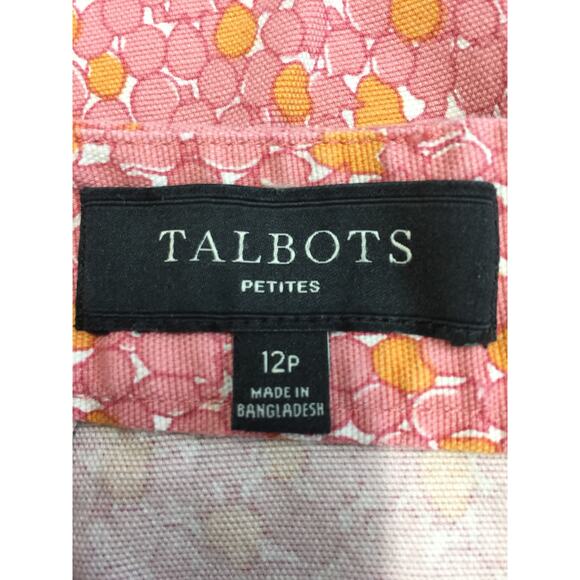 TALBOTS
PETITES
12P
MADE IN
BANGLADESH